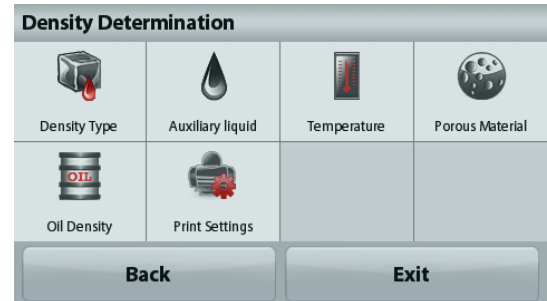 Density Determination
Density Type
Auxiliary liquid
Temperature
Porous Material
OIL
Oil Density
Print Settings
Back
Exit